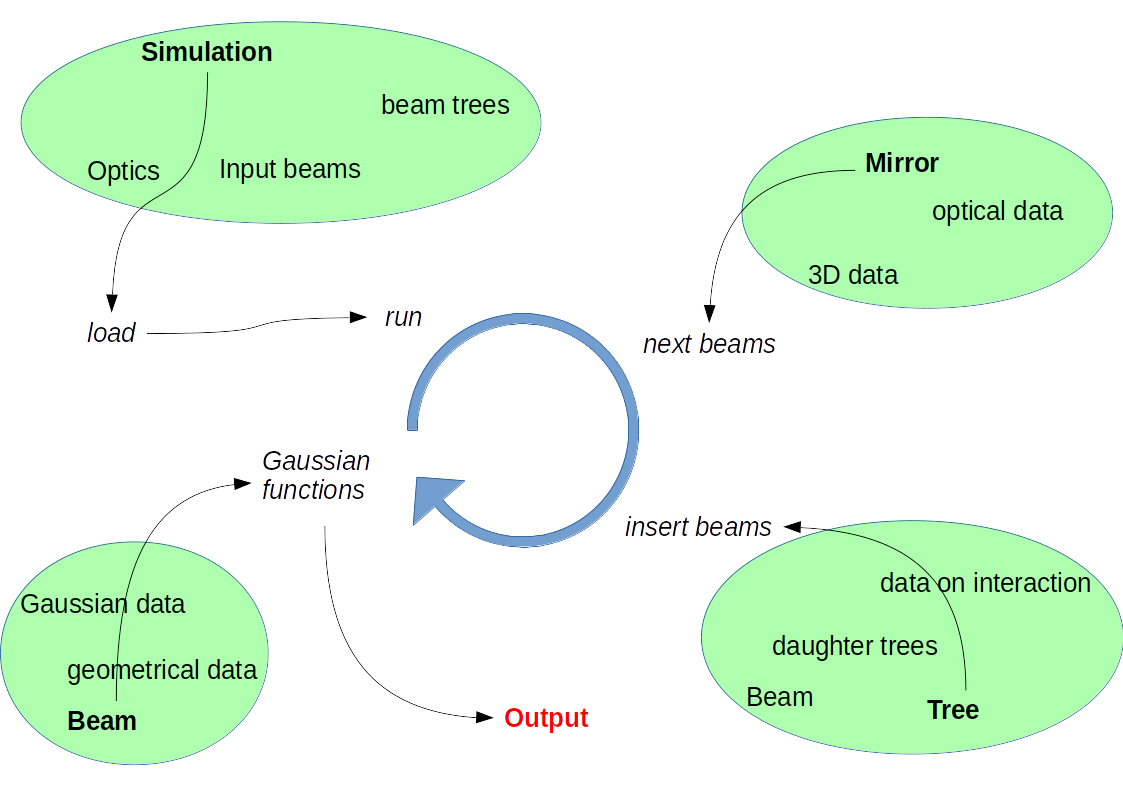 Simulation
beam trees
Optics
Input beams
Mirror
optical data
3D data
load
run
next beams
Gaussian
functions
insert beams
Gaussian data
geometrical data
Beam
Output
data on interaction
daughter trees
Beam
Tree